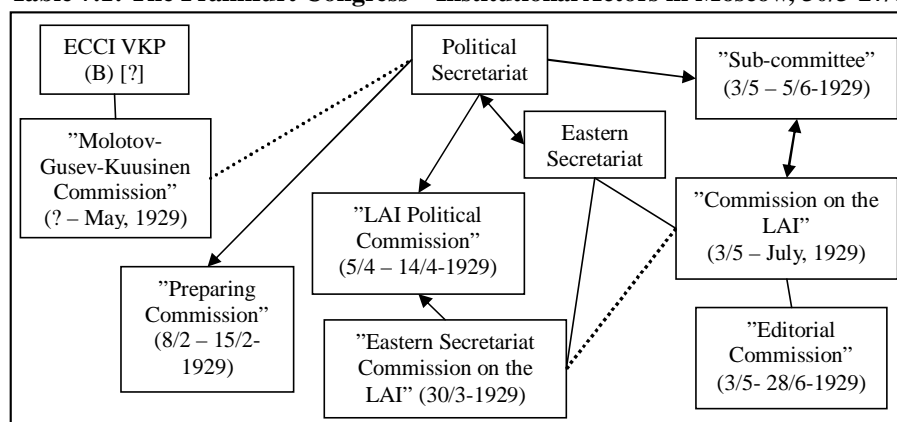 ECCI VKP
(B) [?]
Political
Secretariat
”Sub-committee”
(3/5 – 5/6-1929)
”Molotov-
Gusev-Kuusinen
Commission”
(? – May, 1929)
Eastern
Secretariat
”LAI Political
Commission”
(5/4 – 14/4-1929)
”Commission on the
LAI”
(3/5 – July, 1929)
”Preparing
Commission”
(8/2 – 15/2-
1929)
”Eastern Secretariat
Commission on the
LAI” (30/3-1929)
”Editorial
Commission”
(3/5- 28/6-1929)